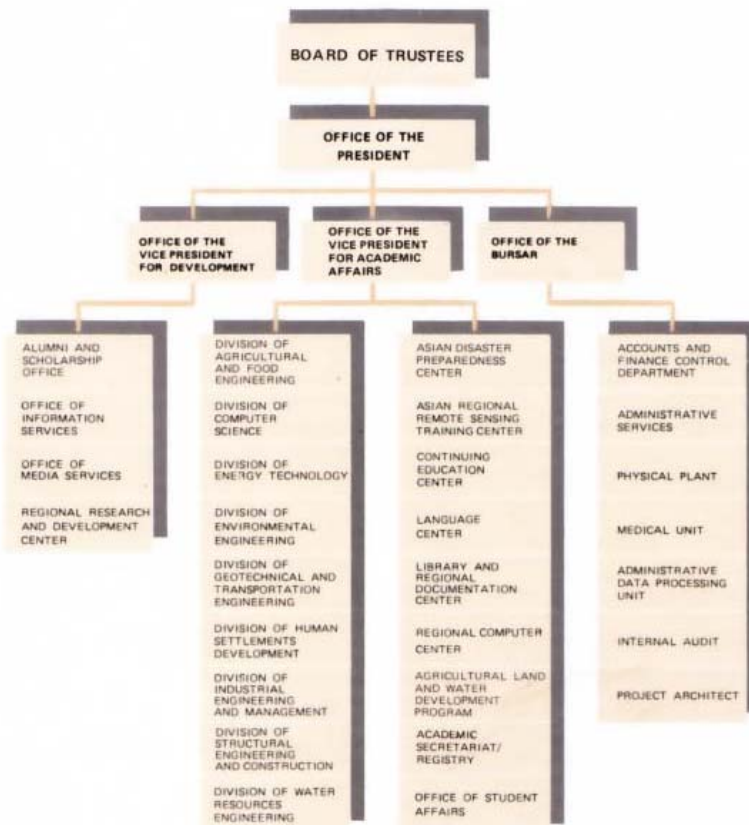 BOARD OF TRUSTEES
OFFICE OF THE
PRESIDENT
OFFICE OF THE
VICE PRESIDENT
FOR DEVELOPMENT
OFFICE OF THE
VICE PRESIDENT
FOR ACADEMIC
AFFAIRS
OFFICE OF THE
BURSAR
ALUMNI AND
SCHOLARSHIP
OFFICE
OFFICE OF
INFORMATION
SERVICES
OFFICE OF
MEDIA SERVICES
REGIONAL RESEARCH
AND DEVELOPMENT
CENTER
DIVISION OF
AGRICULTURAL
AND FOOD
ENGINEERING
DIVISION OF
COMPUTER
SCIENCE
DIVISION OF
ENERGY TECHNOLOGY
DIVISION OF
ENVIRONMENTAL
ENGINEERING
DIVISION OF
GEOTECHNICAL AND
TRANSPORTATION
ENGINEERING
DIVISION OF HUMAN
SETTLEMENTS
DEVELOPMENT
DIVISION OF
INDUSTRIAL
ENGINEERING
AND MANAGEMENT
DIVISION OF
STRUCTURAL
ENGINEERING
AND CONSTRUCTION
DIVISION OF WATER
RESOURCES
ENGINEERING
ASIAN DISASTER
PREPAREDNESS
CENTER
ASIAN REGIONAL
REMOTE SENSING
TRAINING CENTER
CONTINUING
EDUCATION
CENTER
LANGUAGE
CENTER
LIBRARY AND
REGIONAL
DOCUMENTATION
CENTER
REGIONAL COMPUTER
CENTER
AGRICULTURAL LAND
AND WATER
DEVELOPMENT
PROGRAM
ACADEMIC
SECRETARIAT/
REGISTRY
OFFICE OF STUDENT
AFFAIRS
ACCOUNTS AND
FINANCE CONTROL
DEPARTMENT
ADMINISTRATIVE
SERVICES
PHYSICAL PLANT
MEDICAL UNIT
ADMINISTRATIVE
DATA PROCESSING
UNIT
INTERNAL AUDIT
PROJECT ARCHITECT